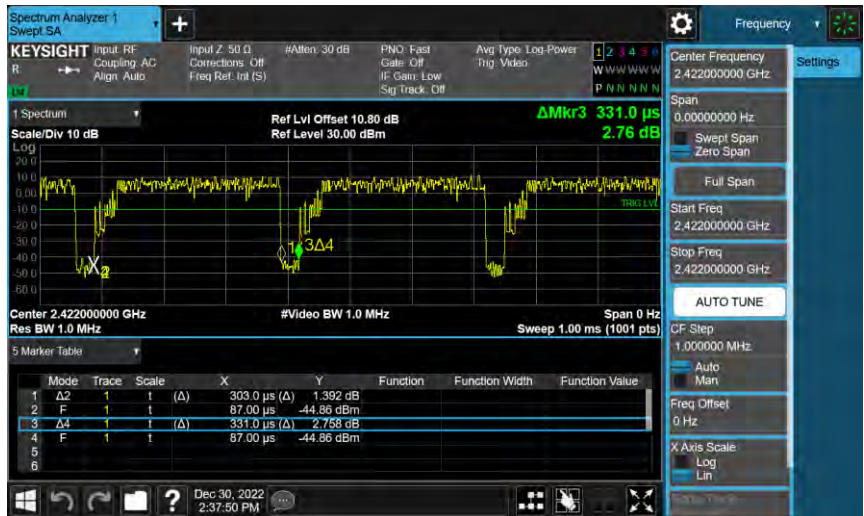 Spectrum Analyzer 1
Swept SA
Frequency
KEYSIGHT
R
Input: RF
Coupling: AC
Align: Auto
Input Z: 50 Ω
Corrections: Off
Freq Ref: Int (S)
#Atten: 30 dB
PNO: Fast
Gate: Off
IF Gain: Low
Sig Track: Off
Avg Type: Log-Power
Trig: Video
1 2 3 4 5 6
W W W W W W
P N N N N N
LNI
1 Spectrum
Scale/Div 10 dB
Ref Lvl Offset 10.80 dB
Ref Level 30.00 dBm
ΔMkr3 331.0 µs
2.76 dB
Log
20.0
10.0
0.00
-10.0
-20.0
-30.0
-40.0
-50.0
-60.0
TRIG LVL
1
3Δ4
X2
Center 2.422000000 GHz
Res BW 1.0 MHz
#Video BW 1.0 MHz
Span 0 Hz
Sweep 1.00 ms (1001 pts)
5 Marker Table
Mode Trace Scale X Y Function Function Width Function Value
1 Δ2 1 t (Δ) 303.0 µs (Δ) 1.392 dB
2 F 1 t 87.00 µs -44.86 dBm
3 Δ4 1 t (Δ) 331.0 µs (Δ) 2.758 dB
4 F 1 t 87.00 µs -44.86 dBm
5
6
?
Dec 30, 2022
2:37:50 PM
Settings
Center Frequency
2.422000000 GHz
Span
0.00000000 Hz
Swept Span
Zero Span
Full Span
Start Freq
2.422000000 GHz
Stop Freq
2.422000000 GHz
AUTO TUNE
CF Step
1.000000 MHz
Auto
Man
Freq Offset
0 Hz
X Axis Scale
Log
Lin